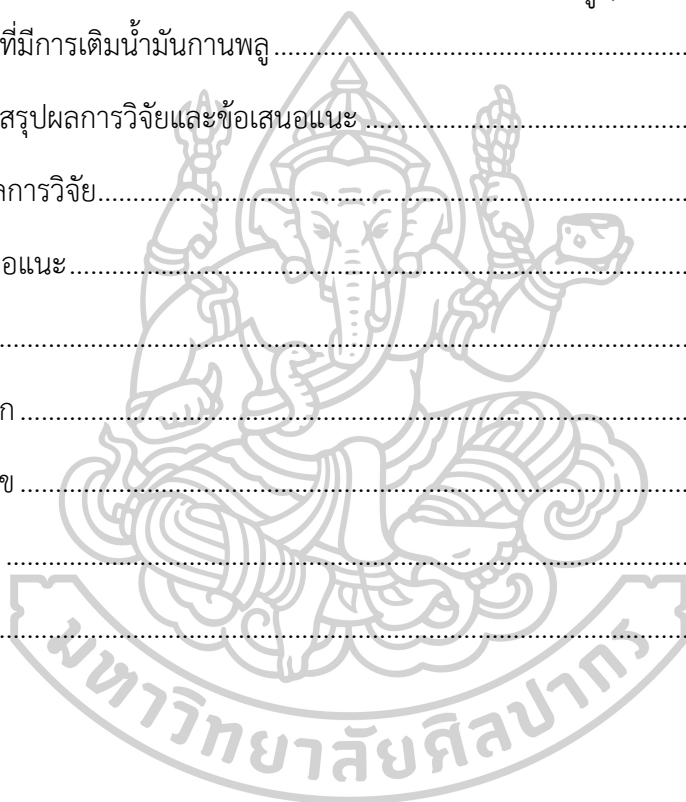 ที่มีการเติมน้ำมันกานพลู
สรุปผลการวิจัยและข้อเสนอแนะ
ลการวิจัย
อแนะ
ก
ข
มหาวิทยาลัยศิลปากร